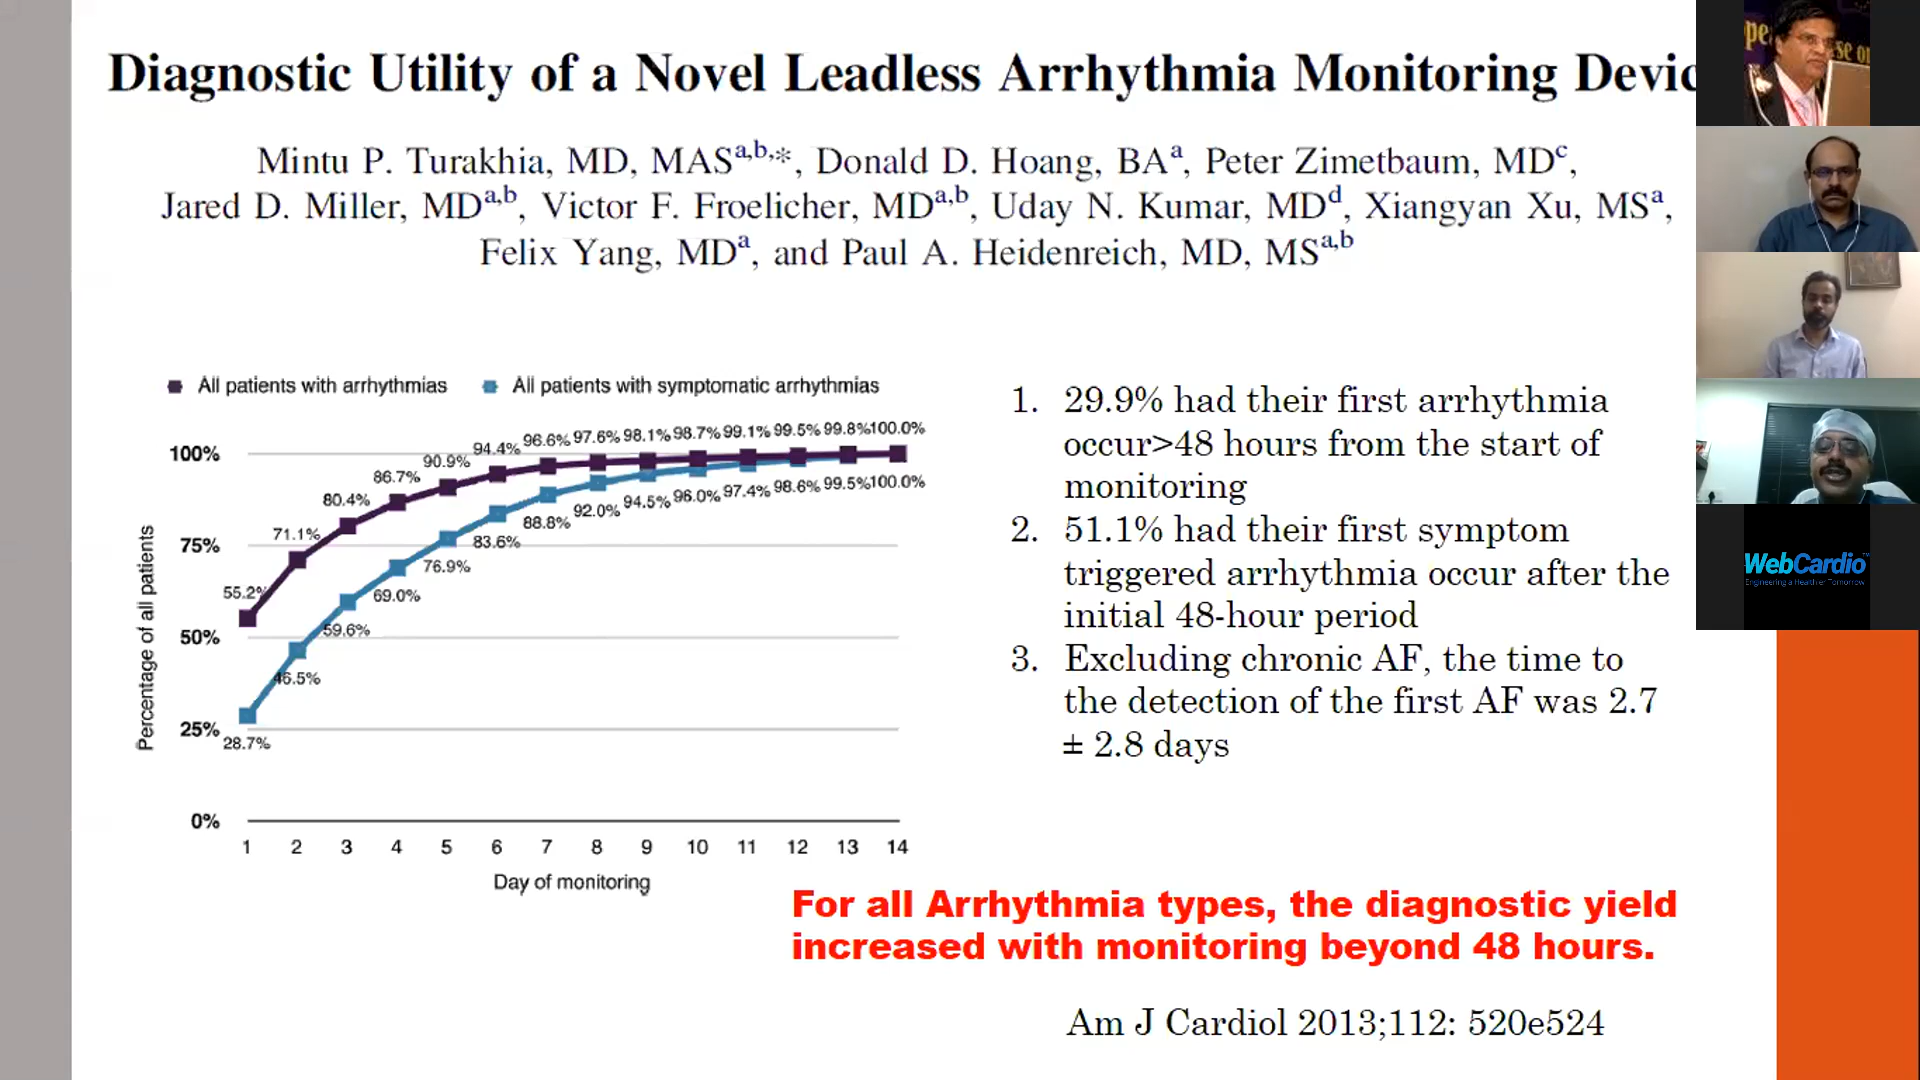 Diagnostic Utility of a Novel Leadless Arrhythmia Monitoring Devic
Mintu P. Turakhia, MD, MASa,b,*, Donald D. Hoang, BAa, Peter Zimetbaum, MDc,
Jared D. Miller, MDa,b, Victor F. Froelicher, MDa,b, Uday N. Kumar, MDd, Xiangyan Xu, MSa,
Felix Yang, MDa, and Paul A. Heidenreich, MD, MSa,b
All patients with arrhythmias
All patients with symptomatic arrhythmias
Percentage of all patients
100%
75%
50%
25%
0%
55.2%
71.1%
80.4%
86.7%
90.9%
94.4%
96.6%
97.6%
98.1%
98.7%
99.1%
99.5%
99.8%
100.0%
28.7%
46.5%
59.6%
69.0%
76.9%
83.6%
88.8%
92.0%
94.5%
96.0%
97.4%
98.6%
99.5%
100.0%
1 2 3 4 5 6 7 8 9 10 11 12 13 14
Day of monitoring
1. 29.9% had their first arrhythmia
occur>48 hours from the start of
monitoring
2. 51.1% had their first symptom
triggered arrhythmia occur after the
initial 48-hour period
3. Excluding chronic AF, the time to
the detection of the first AF was 2.7
± 2.8 days
For all Arrhythmia types, the diagnostic yield
increased with monitoring beyond 48 hours.
Am J Cardiol 2013;112: 520e524
WebCardio™
Engineering a Healthier Tomorrow